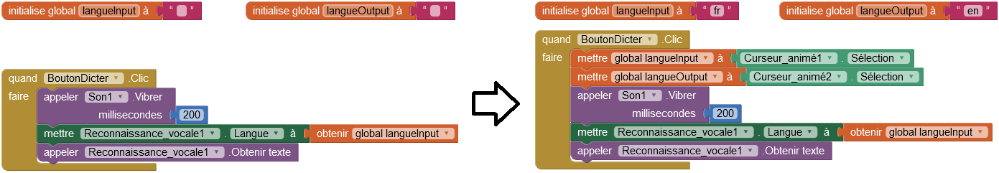 initialise global langueInput à “ ”
initialise global langueOutput à “ ”
quand BoutonDicter .Clic
faire appeler Son1 .Vibrer
millisecondes 200
mettre Reconnaissance_vocale1 . Langue à obtenir global langueInput
appeler Reconnaissance_vocale1 .Obtenir texte
initialise global langueInput à “ fr ”
initialise global langueOutput à “ en ”
quand BoutonDicter .Clic
faire mettre global langueInput à Curseur_animé1 . Sélection
mettre global langueOutput à Curseur_animé2 . Sélection
appeler Son1 .Vibrer
millisecondes 200
mettre Reconnaissance_vocale1 . Langue à obtenir global langueInput
appeler Reconnaissance_vocale1 .Obtenir texte